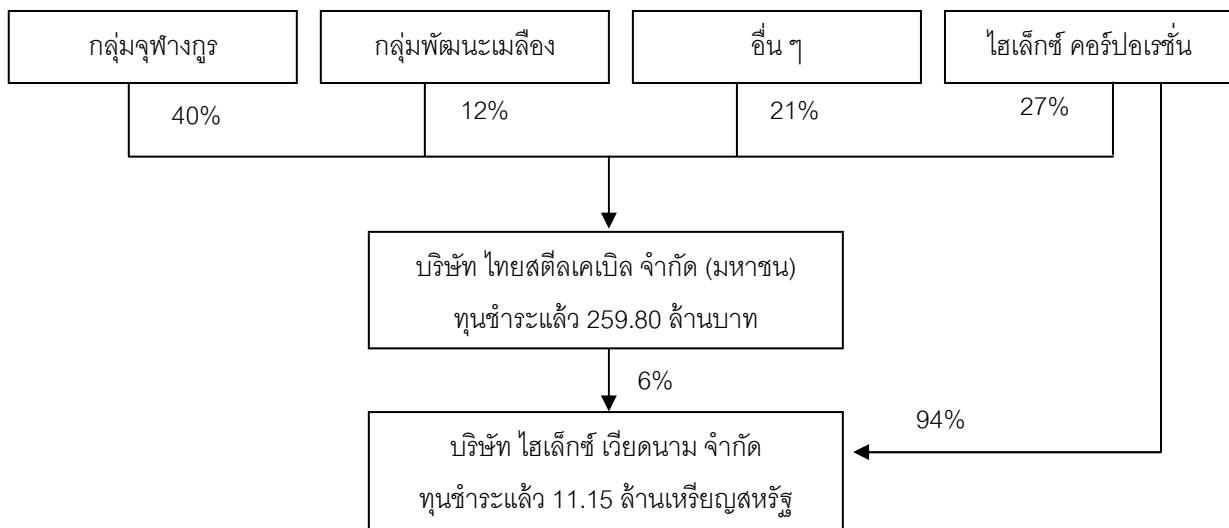 กลุ่มจุฬางกูร
กลุ่มพัฒนะเมลือง
อื่น ๆ
ไฮเล็กซ์ คอร์ปอเรชั่น
40%
12%
21%
27%
บริษัท ไทยสตีลเคเบิล จำกัด (มหาชน)
ทุนชำระแล้ว 259.80 ล้านบาท
6%
94%
บริษัท ไฮเล็กซ์ เวียดนาม จำกัด
ทุนชำระแล้ว 11.15 ล้านเหรียญสหรัฐ